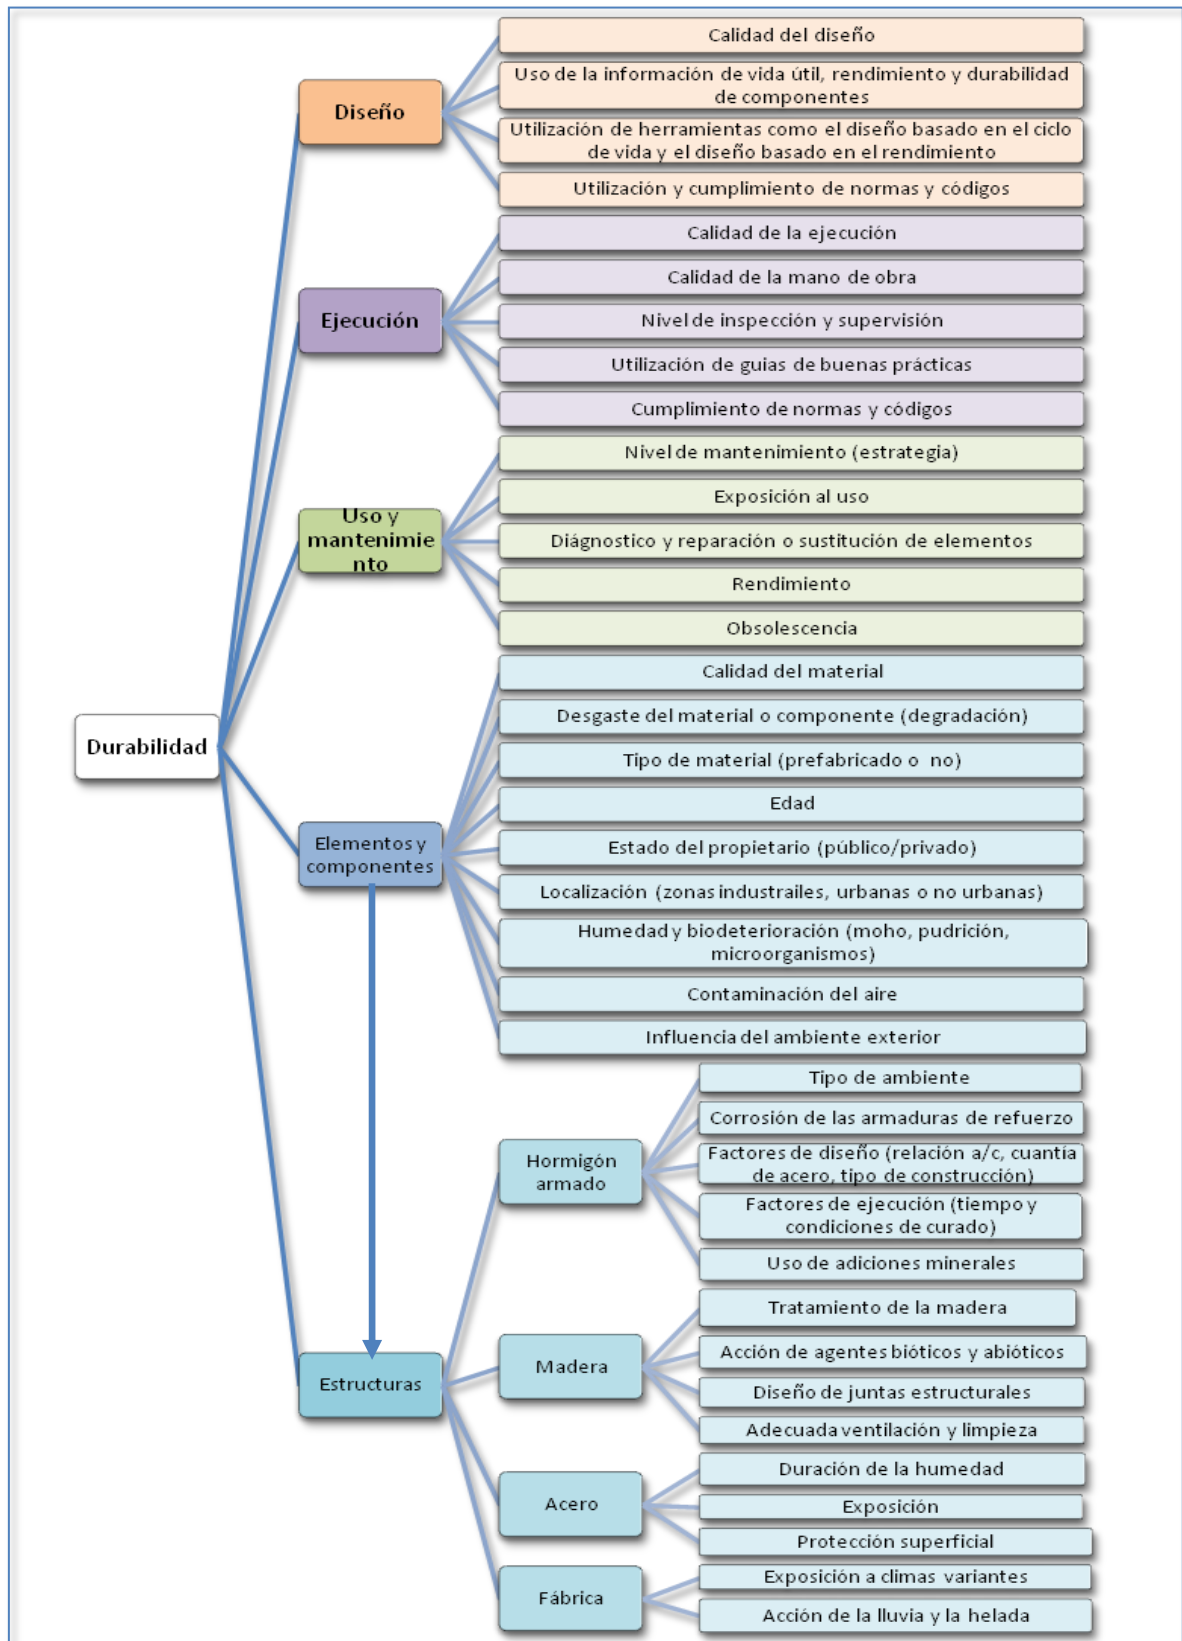 Calidad del diseño
Uso de la información de vida útil, rendimiento y durabilidad
de componentes
Diseño
Utilización de herramientas como el diseño basado en el ciclo
de vida y el diseño basado en el rendimiento
Utilización y cumplimiento de normas y códigos
Calidad de la ejecución
Calidad de la mano de obra
Ejecución
Nivel de inspección y supervisión
Utilización de guias de buenas prácticas
Cumplimiento de normas y códigos
Nivel de mantenimiento (estrategia)
Exposición al uso
Uso y
mantenimie
nto
Diágnostico y reparación o sustitución de elementos
Rendimiento
Obsolescencia
Durabilidad
Calidad del material
Desgaste del material o componente (degradación)
Tipo de material (prefabricado o no)
Edad
Elementos y
componentes
Estado del propietario (público/privado)
Localización (zonas industrailes, urbanas o no urbanas)
Humedad y biodeterioración (moho, pudrición,
microorganismos)
Contaminación del aire
Influencia del ambiente exterior
Estructuras
Hormigón
armado
Tipo de ambiente
Corrosión de las armaduras de refuerzo
Factores de diseño (relación a/c, cuantía
de acero, tipo de construcción)
Factores de ejecución (tiempo y
condiciones de curado)
Uso de adiciones minerales
Madera
Tratamiento de la madera
Acción de agentes bióticos y abióticos
Diseño de juntas estructurales
Adecuada ventilación y limpieza
Acero
Duración de la humedad
Exposición
Protección superficial
Fábrica
Exposición a climas variantes
Acción de la lluvia y la helada